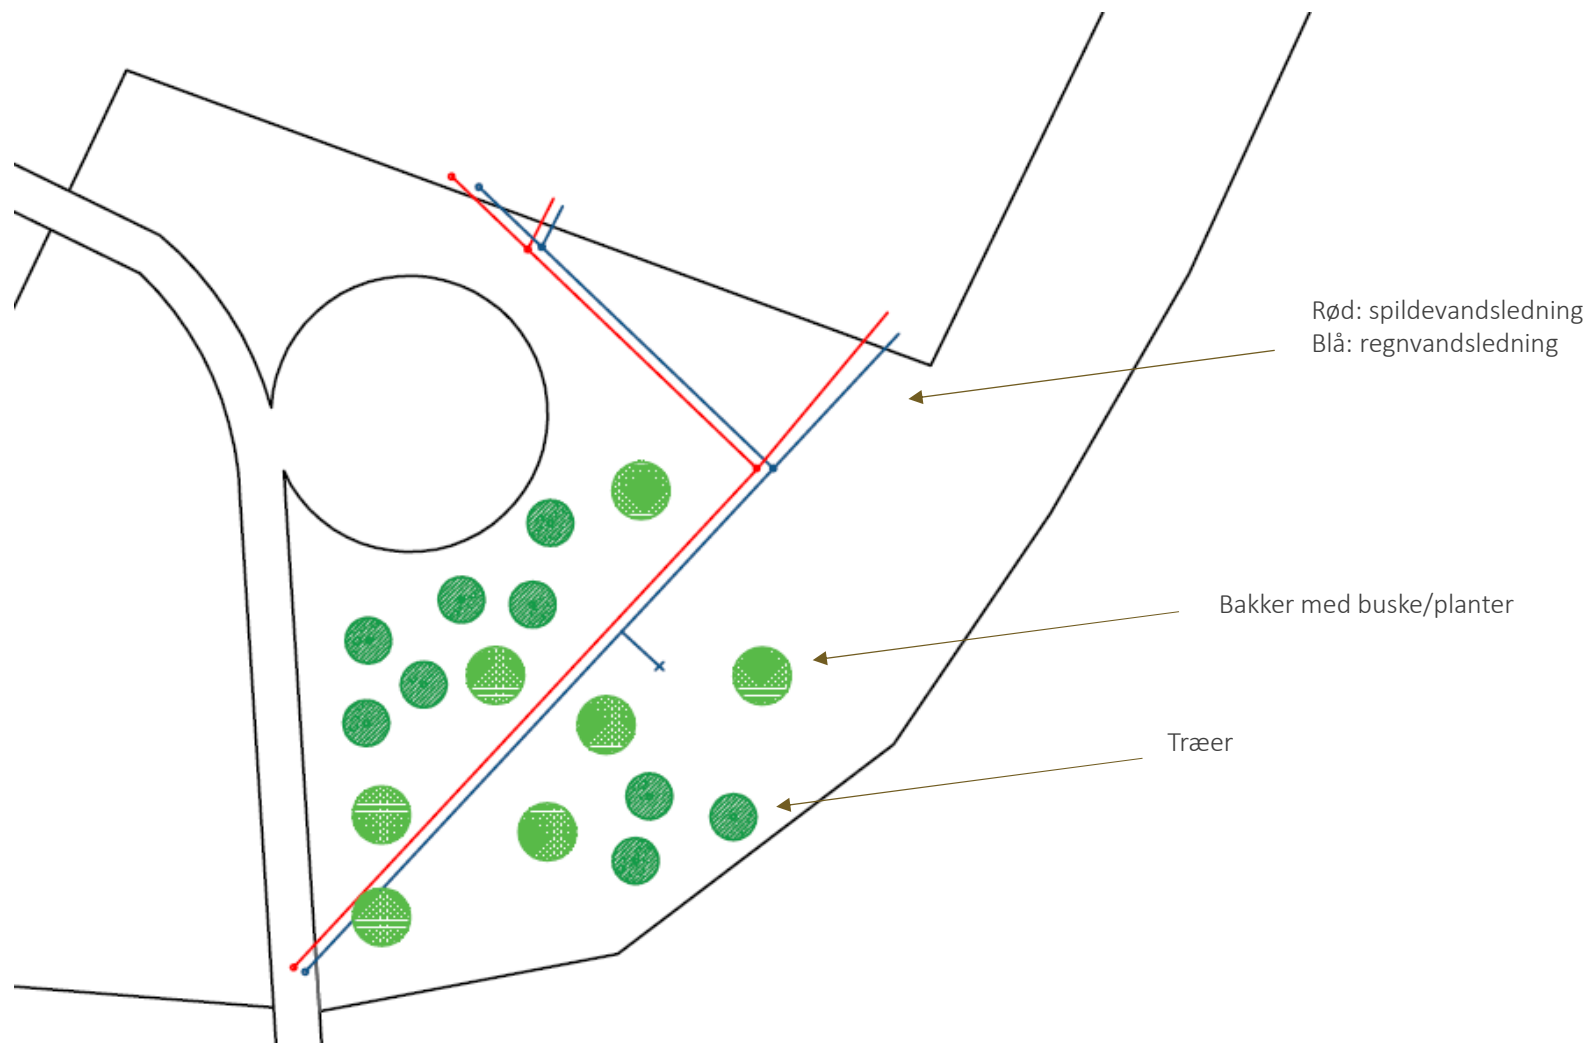 Rød: spildevandsledning
Blå: regnvandsledning
Bakker med buske/planter
Træer